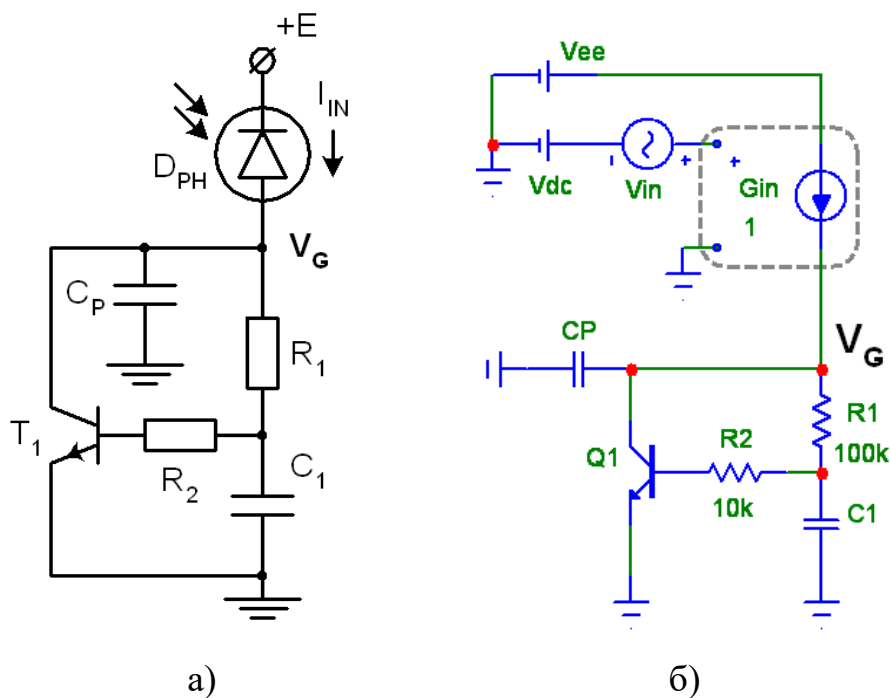 +E
I_IN
D_PH
V_G
C_P
R_1
T_1
R_2
C_1
a)
Vee
Vdc
-
Vin
+
+
Gin
1
V_G
CP
R1
100k
Q1
R2
10k
C1
б)